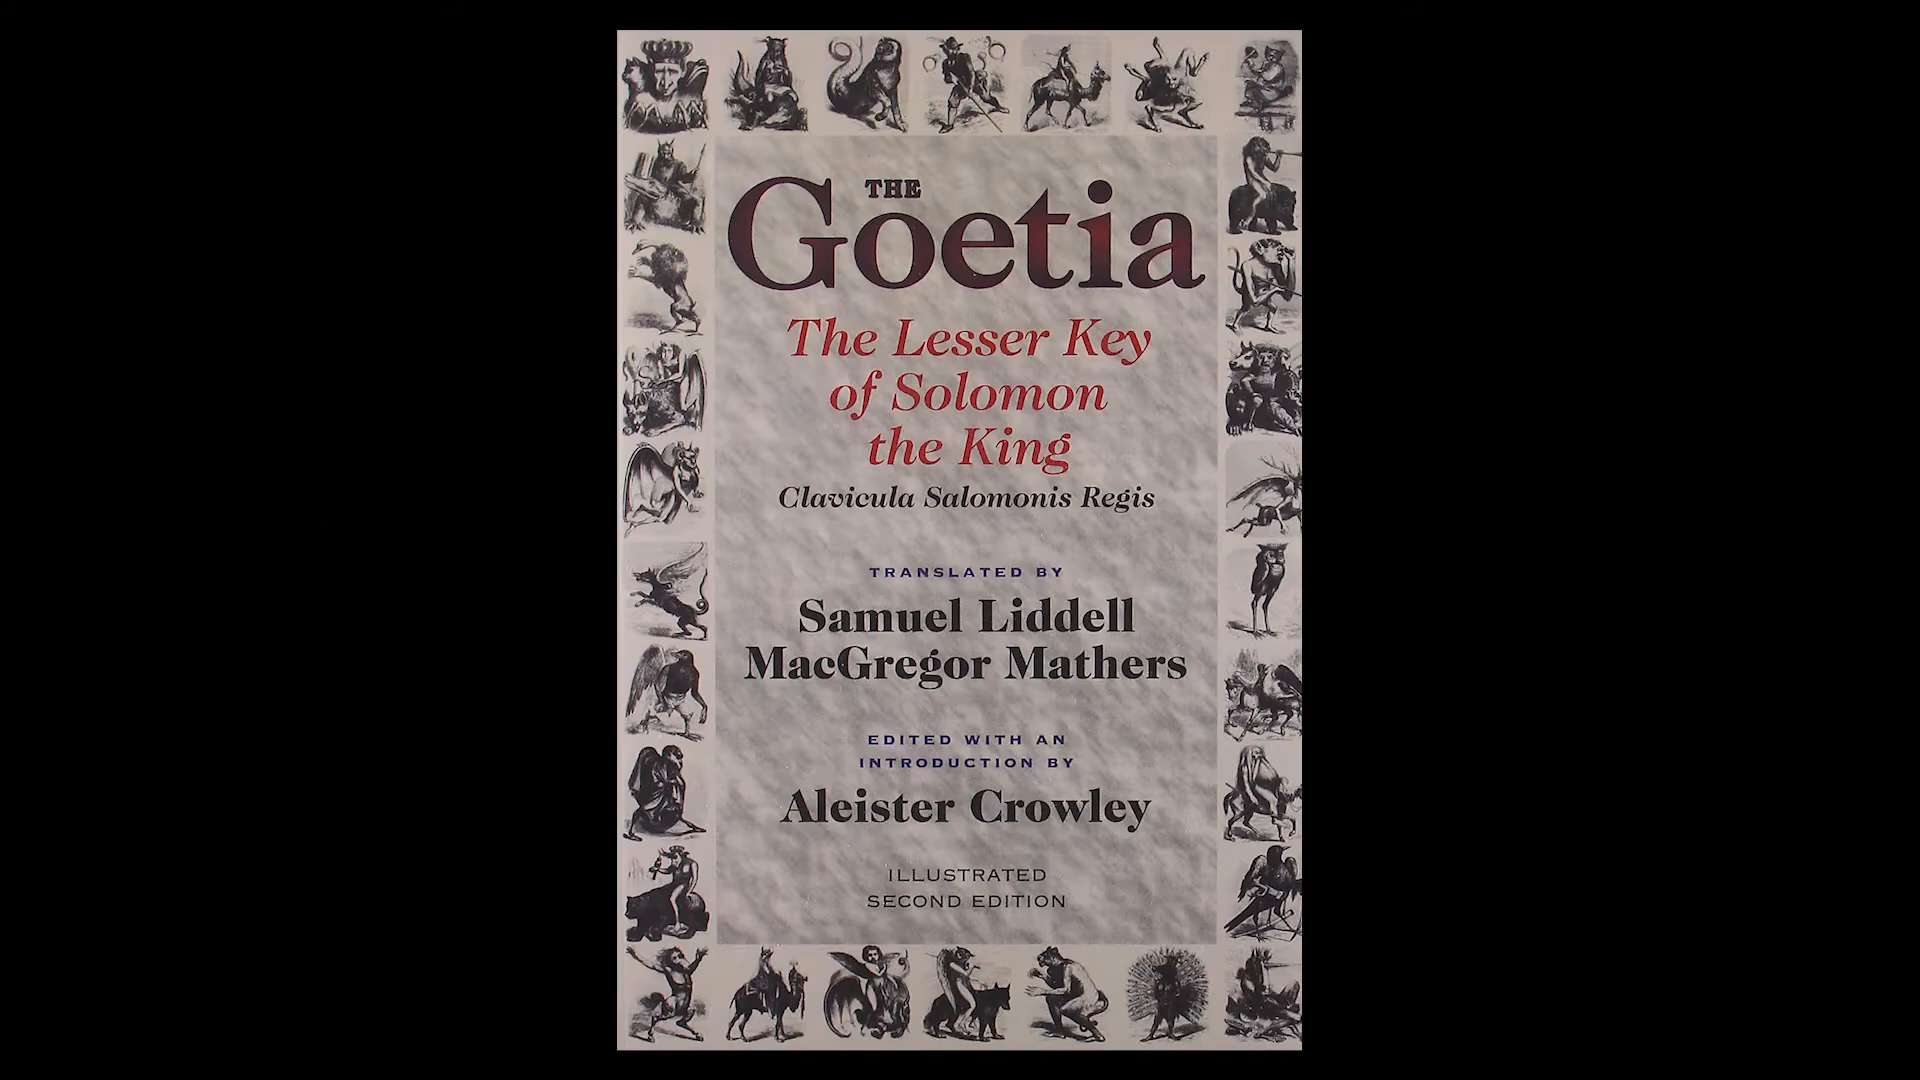 THE
Goetia
The Lesser Key
of Solomon
the King
Clavicula Salomonis Regis
TRANSLATED BY
Samuel Liddell
MacGregor Mathers
EDITED WITH AN
INTRODUCTION BY
Aleister Crowley
ILLUSTRATED
SECOND EDITION